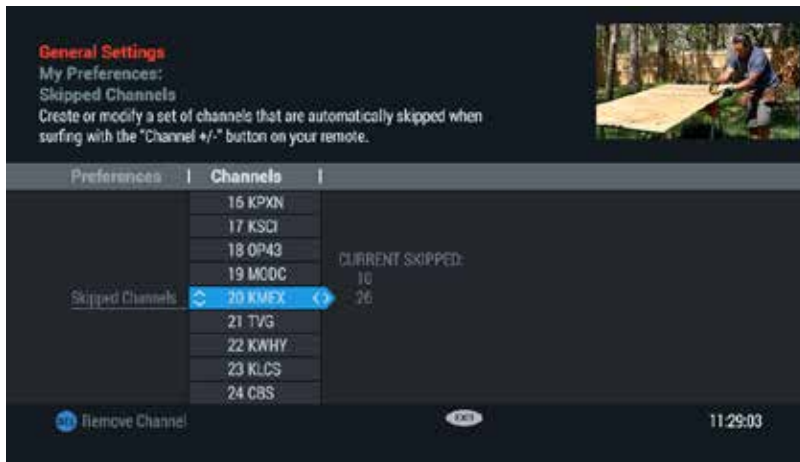 General Settings
My Preferences:
Skipped Channels
Create or modify a set of channels that are automatically skipped when
surfing with the "Channel +/-" button on your remote.
Preferences | Channels |
16 KPXN
17 KSCI
18 OP43
19 MODC
CURRENT SKIPPED:
Skipped Channels 20 KMEX
26
21 TVG
22 KWHY
23 KLCS
24 CBS
Remove Channel EXIT 11:29:03